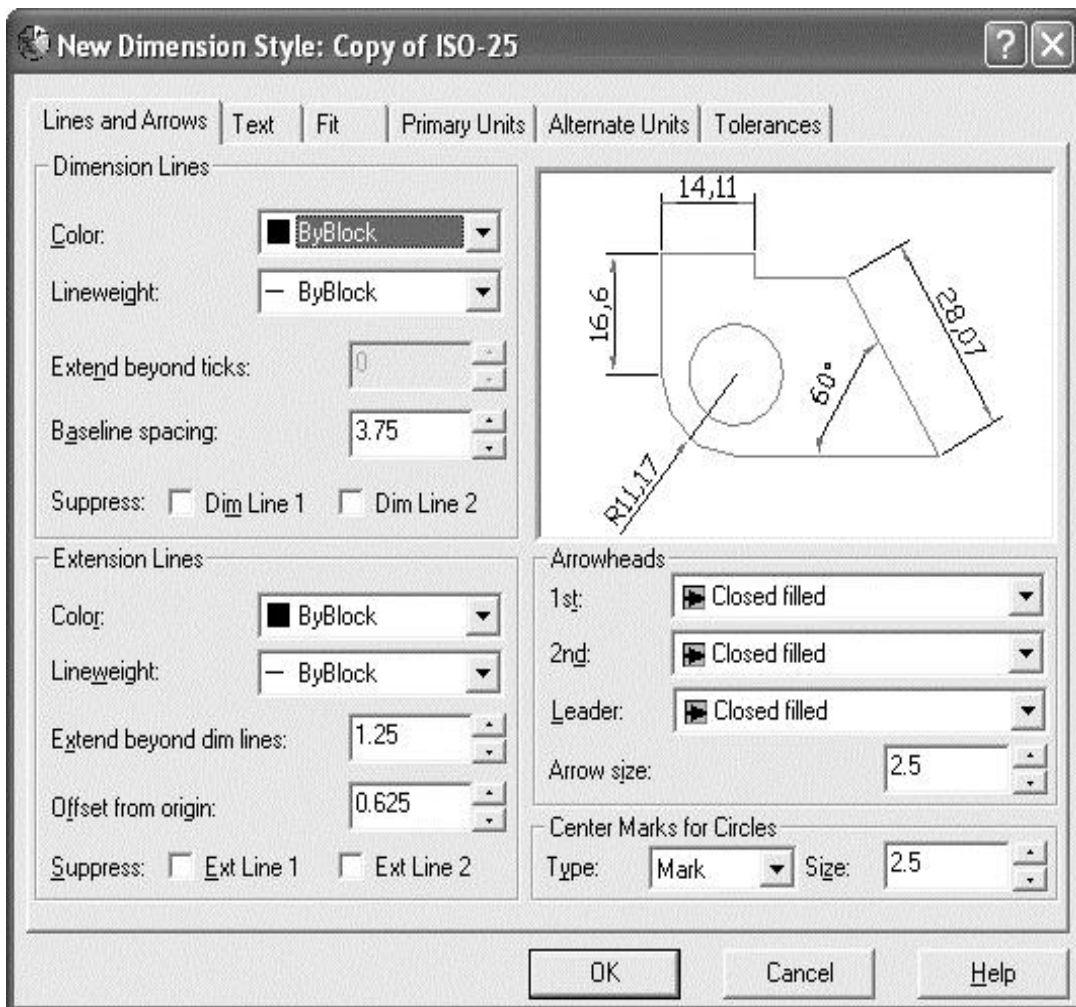 New Dimension Style: Copy of ISO-25
Lines and Arrows
Text
Fit
Primary Units
Alternate Units
Tolerances
Dimension Lines
Color:
ByBlock
Lineweight:
ByBlock
Extend beyond ticks:
0
Baseline spacing:
3.75
Suppress:
Dim Line 1
Dim Line 2
14,11
16,6
28,07
60°
R11,17
Extension Lines
Color:
ByBlock
Lineweight:
ByBlock
Extend beyond dim lines:
1.25
Offset from origin:
0.625
Suppress:
Ext Line 1
Ext Line 2
Arrowheads
1st:
Closed filled
2nd:
Closed filled
Leader:
Closed filled
Arrow size:
2.5
Center Marks for Circles
Type:
Mark
Size:
2.5
OK
Cancel
Help